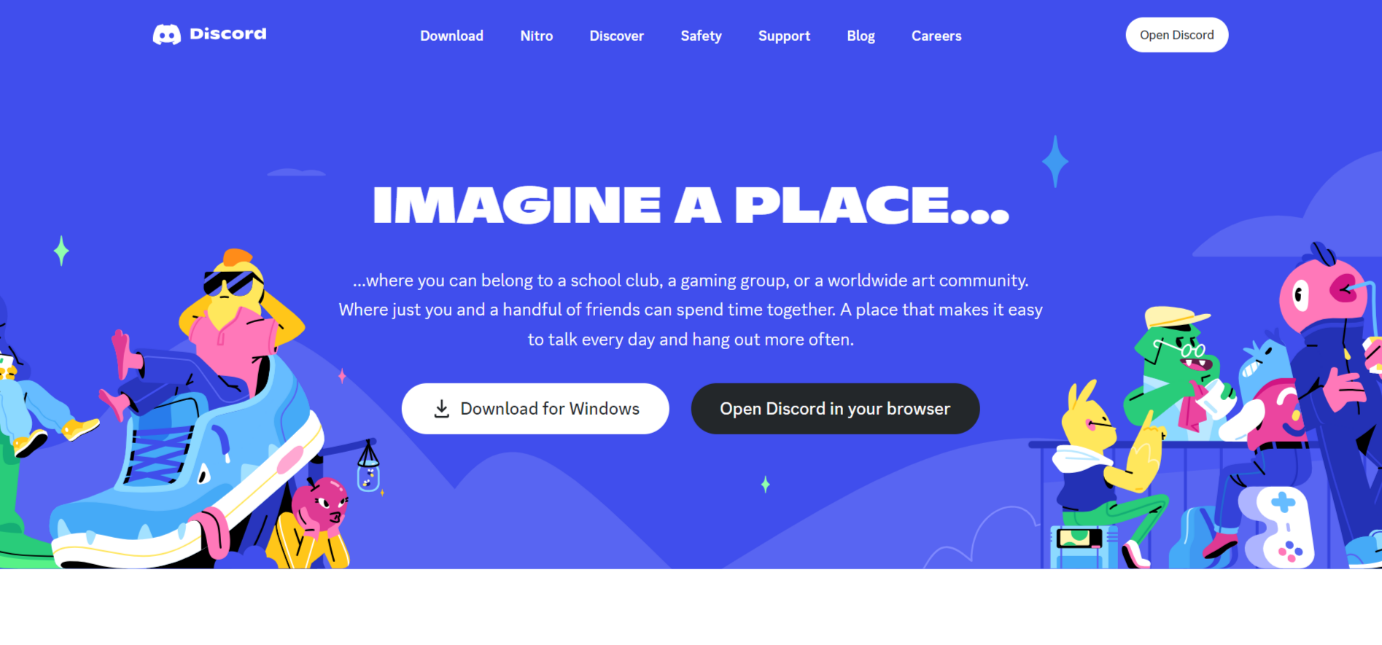 Discord
Download
Nitro
Discover
Safety
Support
Blog
Careers
Open Discord
IMAGINE A PLACE...
...where you can belong to a school club, a gaming group, or a worldwide art community.
Where just you and a handful of friends can spend time together. A place that makes it easy
to talk every day and hang out more often.
Download for Windows
Open Discord in your browser